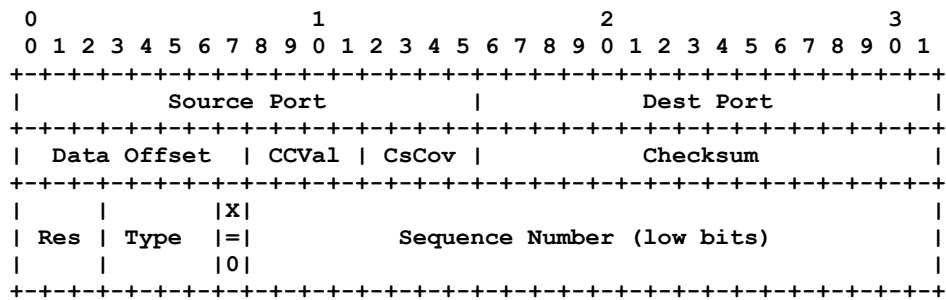 0                   1                   2                   3
 0 1 2 3 4 5 6 7 8 9 0 1 2 3 4 5 6 7 8 9 0 1 2 3 4 5 6 7 8 9 0 1
+-+-+-+-+-+-+-+-+-+-+-+-+-+-+-+-+-+-+-+-+-+-+-+-+-+-+-+-+-+-+-+-+
|          Source Port          |           Dest Port           |
+-+-+-+-+-+-+-+-+-+-+-+-+-+-+-+-+-+-+-+-+-+-+-+-+-+-+-+-+-+-+-+-+
|  Data Offset  | CCVal | CsCov |           Checksum            |
+-+-+-+-+-+-+-+-+-+-+-+-+-+-+-+-+-+-+-+-+-+-+-+-+-+-+-+-+-+-+-+-+
|     |       |X|                                               |
| Res | Type  |=|          Sequence Number (low bits)           |
|     |       |0|                                               |
+-+-+-+-+-+-+-+-+-+-+-+-+-+-+-+-+-+-+-+-+-+-+-+-+-+-+-+-+-+-+-+-+